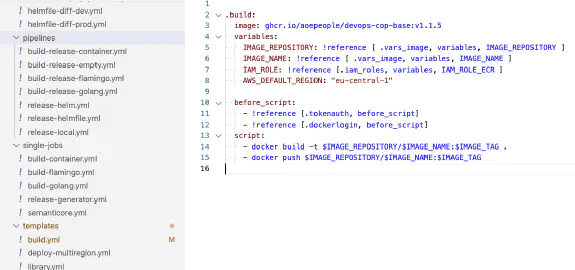 helmfile-diff-dev.yml
helmfile-diff-prod.yml
pipelines
build-release-container.yml
build-release-empty.yml
build-release-flamingo.yml
build-release-golang.yml
release-helm.yml
release-helmfile.yml
release-local.yml
single-jobs
build-container.yml
build-flamingo.yml
build-golang.yml
release-generator.yml
semanticore.yml
templates
build.yml M
deploy-multiregion.yml
library.yml
1
2 .build:
3 image: ghcr.io/aoepeople/devops-cop-base:v1.1.5
4 variables:
5 IMAGE_REPOSITORY: !reference [ .vars_image, variables, IMAGE_REPOSITORY ]
6 IMAGE_NAME: !reference [ .vars_image, variables, IMAGE_NAME ]
7 IAM_ROLE: !reference [.iam_roles, variables, IAM_ROLE_ECR ]
8 AWS_DEFAULT_REGION: "eu-central-1"
9
10 before_script:
11 - !reference [.tokenauth, before_script]
12 - !reference [.dockerlogin, before_script]
13 script:
14 - docker build -t $IMAGE_REPOSITORY/$IMAGE_NAME:$IMAGE_TAG .
15 - docker push $IMAGE_REPOSITORY/$IMAGE_NAME:$IMAGE_TAG
16